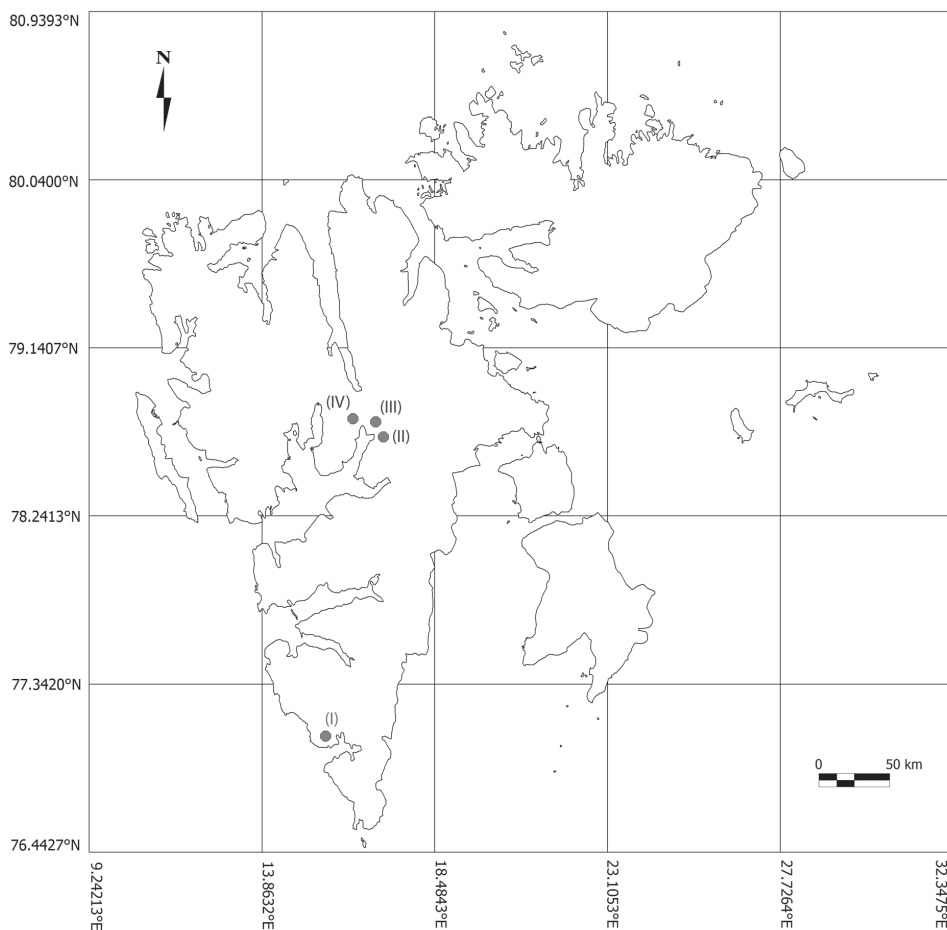 80.9393°N
N
80.0400°N
79.1407°N
(IV)
(III)
(II)
78.2413°N
77.3420°N
(I)
0 50 km
76.4427°N
9.24213°E
13.8632°E
18.4843°E
23.1053°E
27.7264°E
32.3475°E